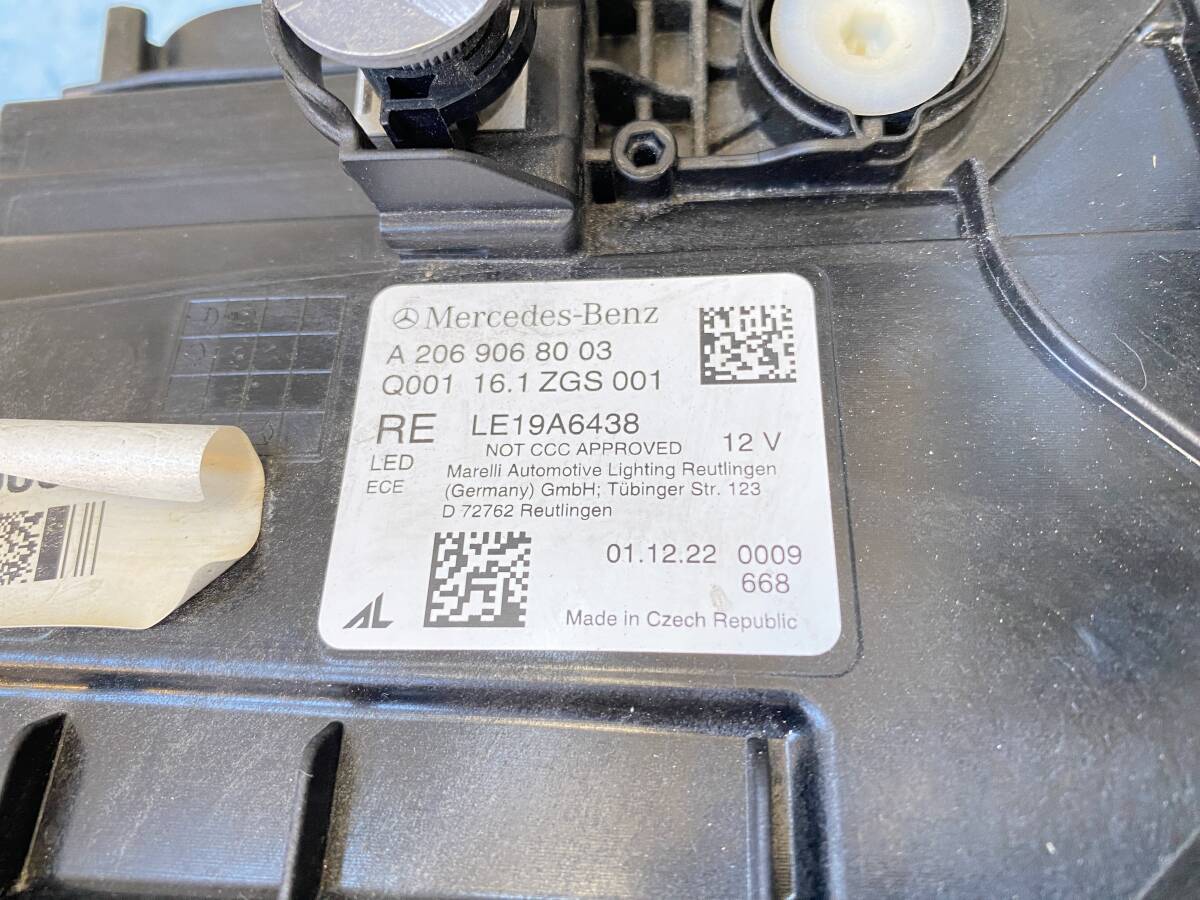 Mercedes-Benz
A 206 906 80 03
Q001 16.1 ZGS 001
RE LE19A6438
NOT CCC APPROVED 12 V
LED
ECE
Marelli Automotive Lighting Reutlingen
(Germany) GmbH; Tübinger Str. 123
D 72762 Reutlingen
01.12.22 0009
668
AL
Made in Czech Republic